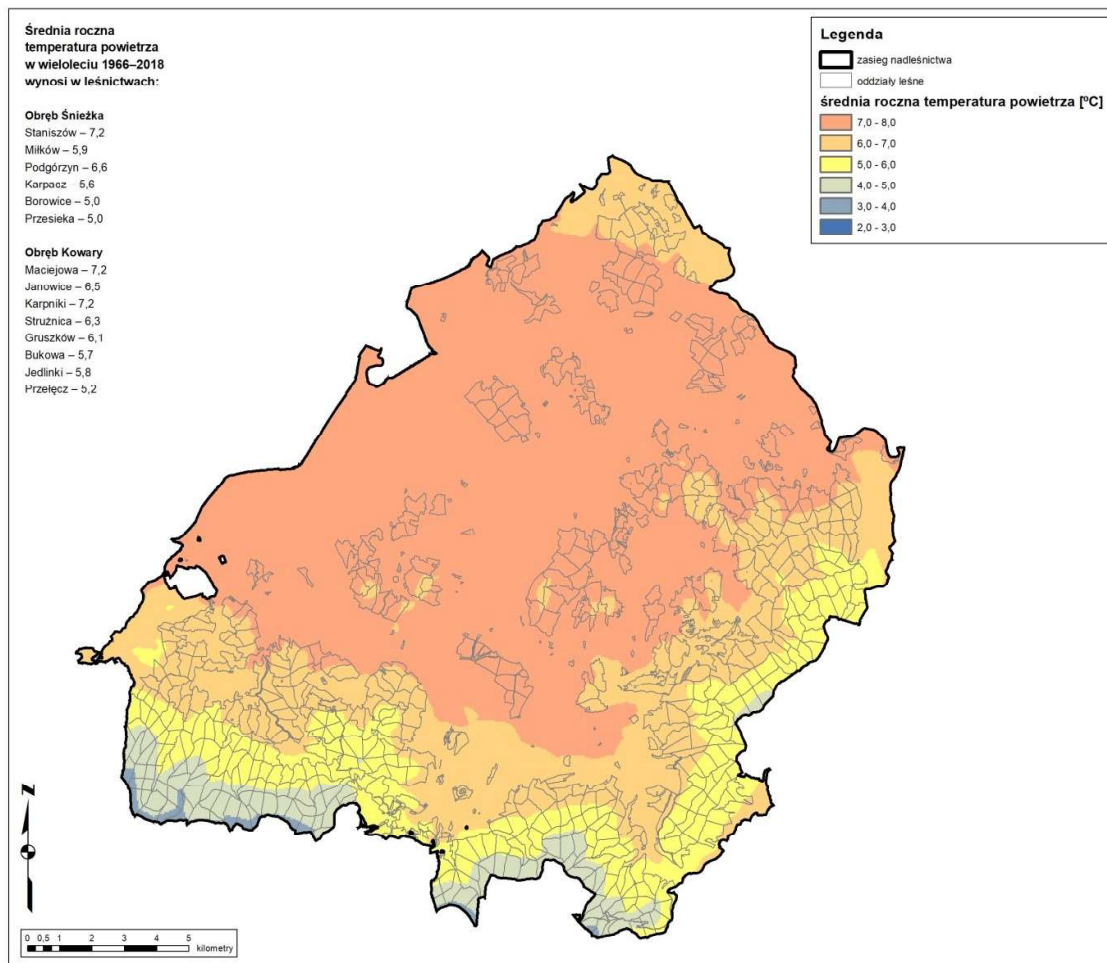 Średnia roczna
temperatura powietrza
w wieloleciu 1966–2018
wynosi w leśnictwach:
Obręb Śnieżka
Staniszów – 7,2
Miłków – 5,9
Podgórzyn – 6,6
Karpacz – 5,6
Borowice – 5,0
Przesieka – 5,0
Obręb Kowary
Maciejowa – 7,2
Janowice – 6,5
Karpniki – 7,2
Strużnica – 6,3
Gruszków – 6,1
Bukowa – 5,7
Jedlinki – 5,8
Przełęcz – 5,2
Legenda
zasięg nadleśnictwa
oddziały leśne
średnia roczna temperatura powietrza [ºC]
7,0 - 8,0
6,0 - 7,0
5,0 - 6,0
4,0 - 5,0
3,0 - 4,0
2,0 - 3,0
N
0 0,5 1 2 3 4 5
kilometry